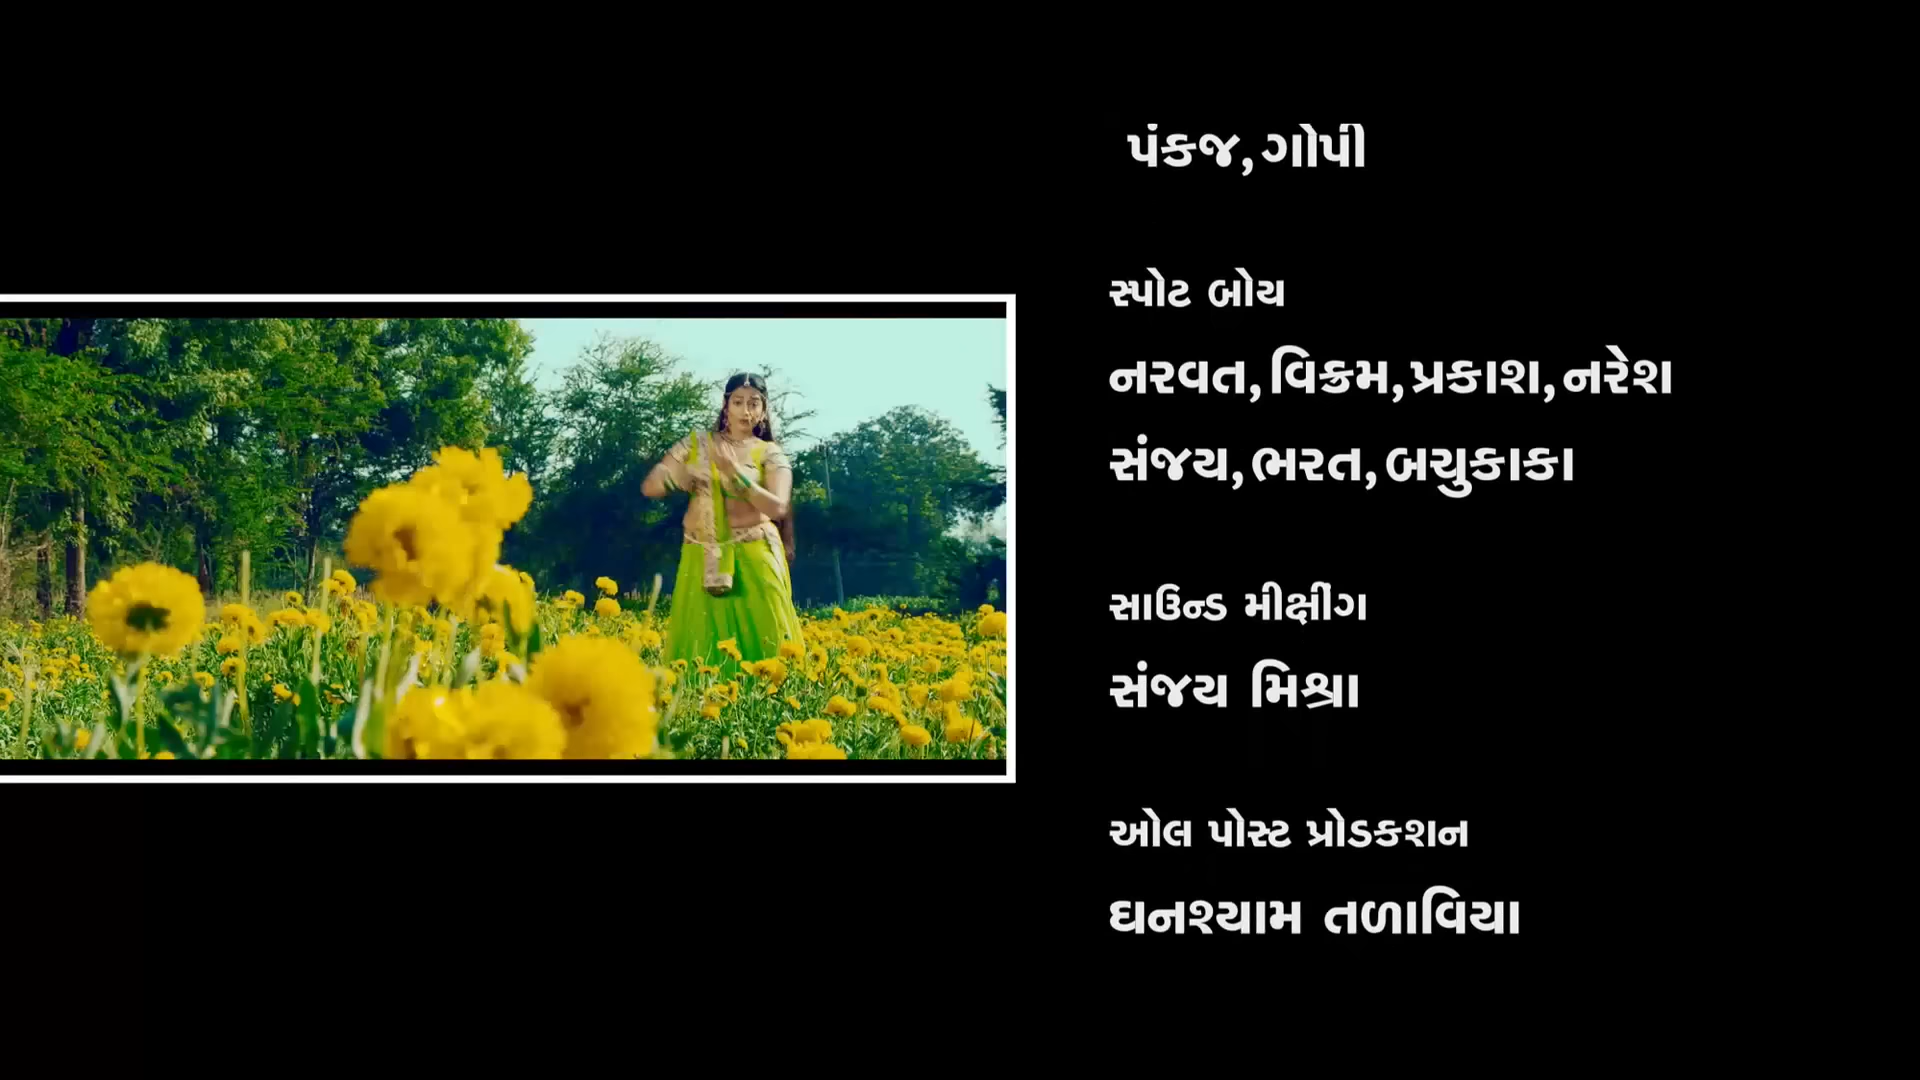 પંકજ, ગોપી
સ્પોટ બોય
નરવત, વિક્રમ, પ્રકાશ, નરેશ
સંજય, ભરત, બચુકાકા
સાઉન્ડ મીક્ષીંગ
સંજય મિશ્રા
ઓલ પોસ્ટ પ્રોડકશન
ઘનશ્યામ તળાવિયા